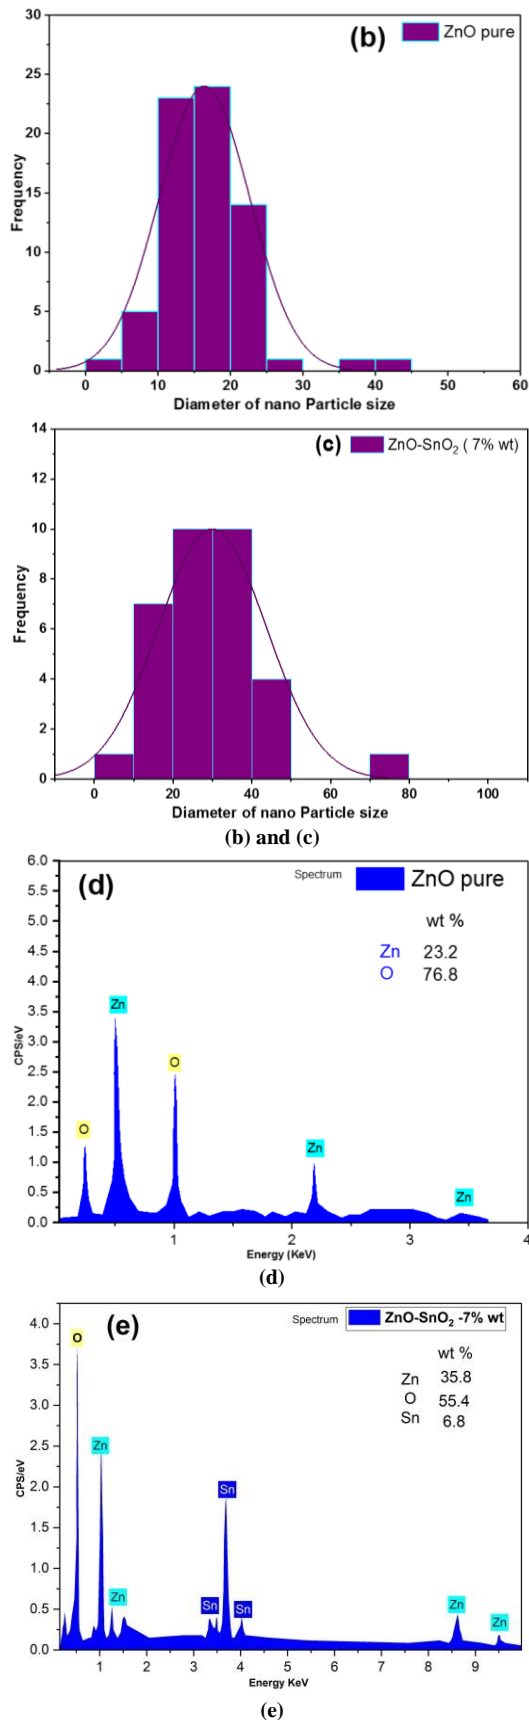 (b)
ZnO pure
30
25
20
15
10
5
0
Frequency
0 10 20 30 40 50 60
Diameter of nano Particle size
(c)
ZnO-SnO₂ ( 7% wt)
14
12
10
8
6
4
2
0
Frequency
0 20 40 60 80 100
Diameter of nano Particle size
(b) and (c)
(d)
Spectrum ZnO pure
wt %
Zn 23.2
O 76.8
6.0
5.5
5.0
4.5
4.0
3.5
3.0
2.5
2.0
1.5
1.0
0.5
0.0
CPS/eV
O
Zn
O
Zn
Zn
1 2 3 4
Energy (KeV)
(d)
(e)
Spectrum ZnO-SnO₂ -7% wt
wt %
Zn 35.8
O 55.4
Sn 6.8
4.0
3.5
3.0
2.5
2.0
1.5
1.0
0.5
0.0
CPS/eV
O
Zn
Zn
Sn
Sn
Sn
Zn
Zn
1 2 3 4 5 6 7 8 9
Energy KeV
(e)